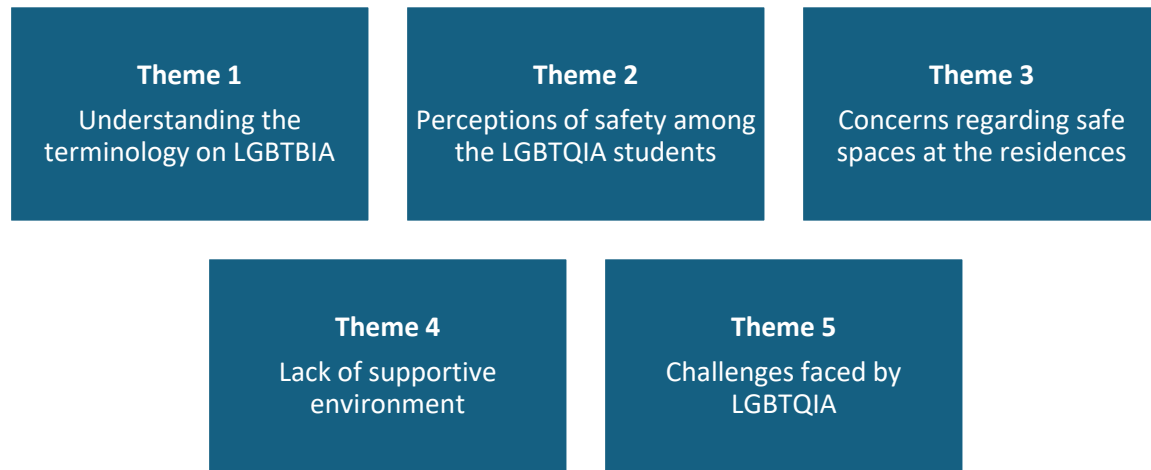 Theme 1
Understanding the
terminology on LGBTBIA
Theme 2
Perceptions of safety among
the LGBTQIA students
Theme 3
Concerns regarding safe
spaces at the residences
Theme 4
Lack of supportive
environment
Theme 5
Challenges faced by
LGBTQIA